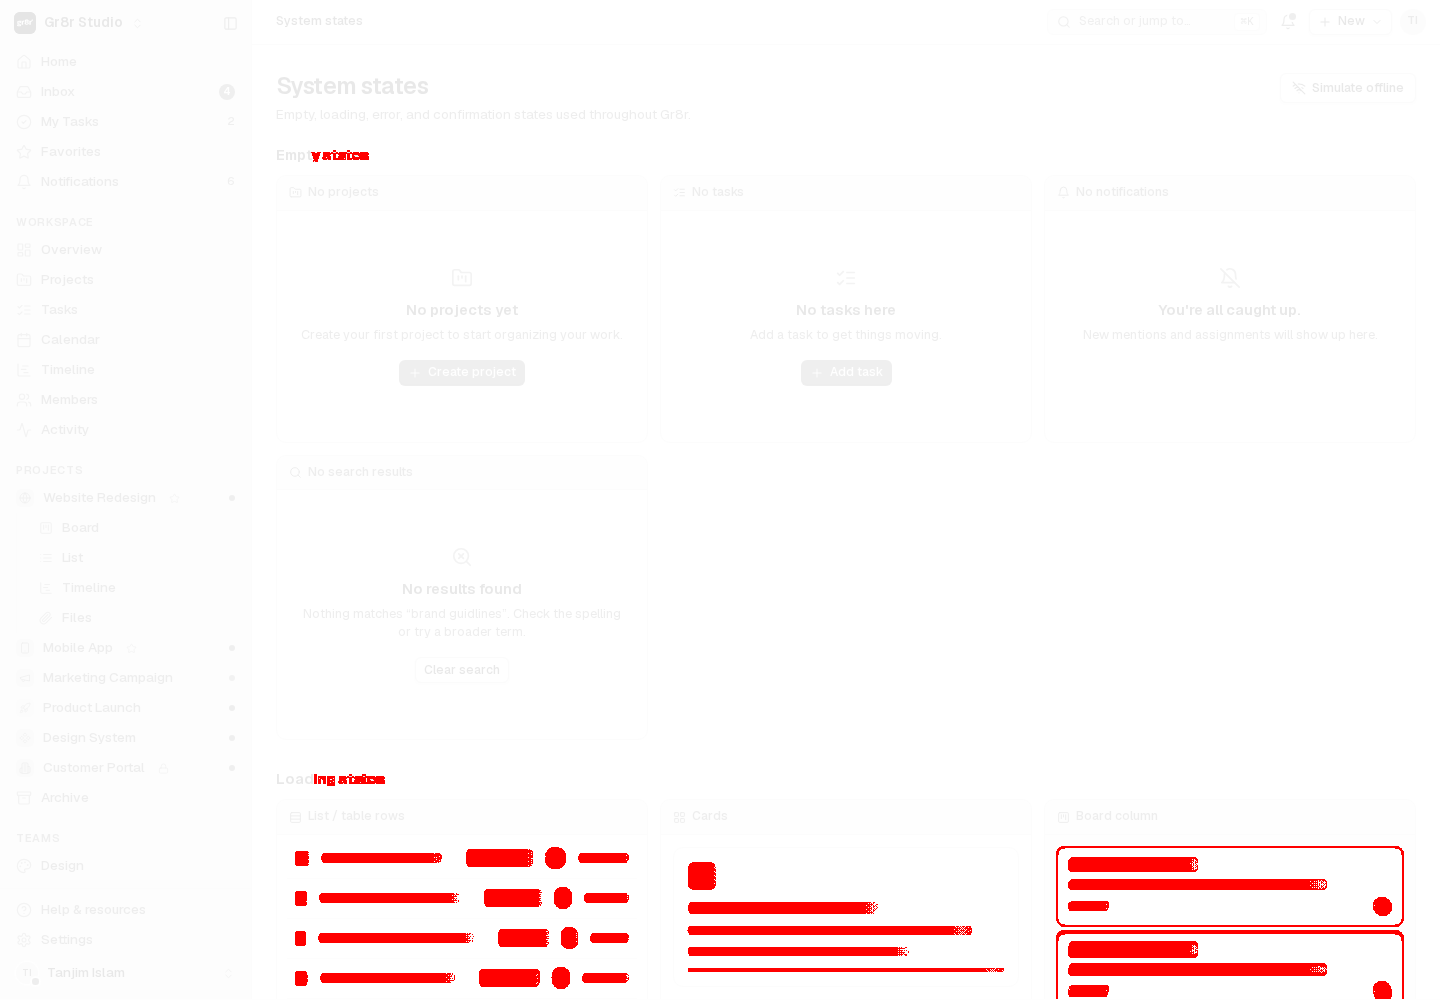 gr8r Gr8r Studio
System states
Search or jump to...
⌘K
New
TI
Home
Inbox 4
My Tasks 2
Favorites
Notifications 6
WORKSPACE
Overview
Projects
Tasks
Calendar
Timeline
Members
Activity
PROJECTS
Website Redesign
Board
List
Timeline
Files
Mobile App
Marketing Campaign
Product Launch
Design System
Customer Portal
Archive
TEAMS
Design
Help & resources
Settings
TI Tanjim Islam
System states
Simulate offline
Empty, loading, error, and confirmation states used throughout Gr8r.
Empty states
No projects
No projects yet
Create your first project to start organizing your work.
Create project
No tasks
No tasks here
Add a task to get things moving.
Add task
No notifications
You're all caught up.
New mentions and assignments will show up here.
No search results
No results found
Nothing matches "brand guidlines". Check the spelling
or try a broader term.
Clear search
Loading states
List / table rows
Cards
Board column